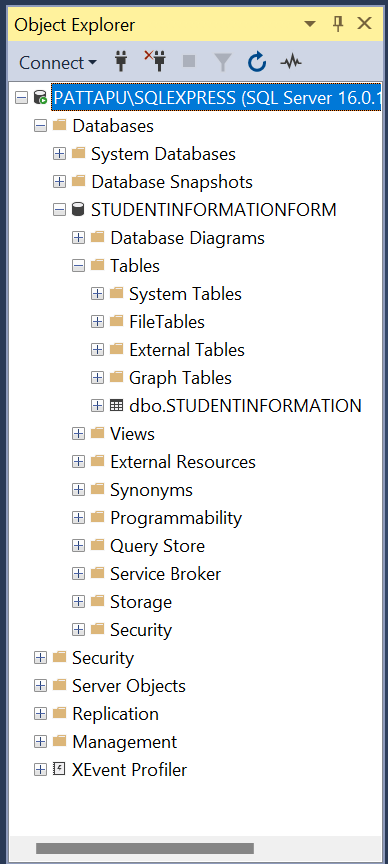 Object Explorer
Connect
PATTAPU\SQLEXPRESS (SQL Server 16.0.1
Databases
System Databases
Database Snapshots
STUDENTINFORMATIONFORM
Database Diagrams
Tables
System Tables
FileTables
External Tables
Graph Tables
dbo.STUDENTINFORMATION
Views
External Resources
Synonyms
Programmability
Query Store
Service Broker
Storage
Security
Security
Server Objects
Replication
Management
XEvent Profiler